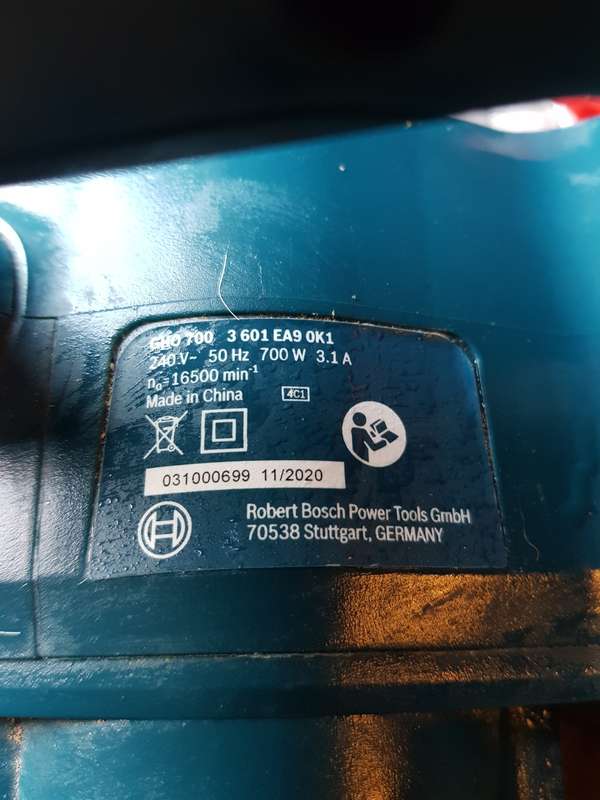 GHO 700 3 601 EA9 0K1
240 V~ 50 Hz 700 W 3.1 A
n₀=16500 min⁻¹
Made in China
4C1
031000699 11/2020
Robert Bosch Power Tools GmbH
70538 Stuttgart, GERMANY